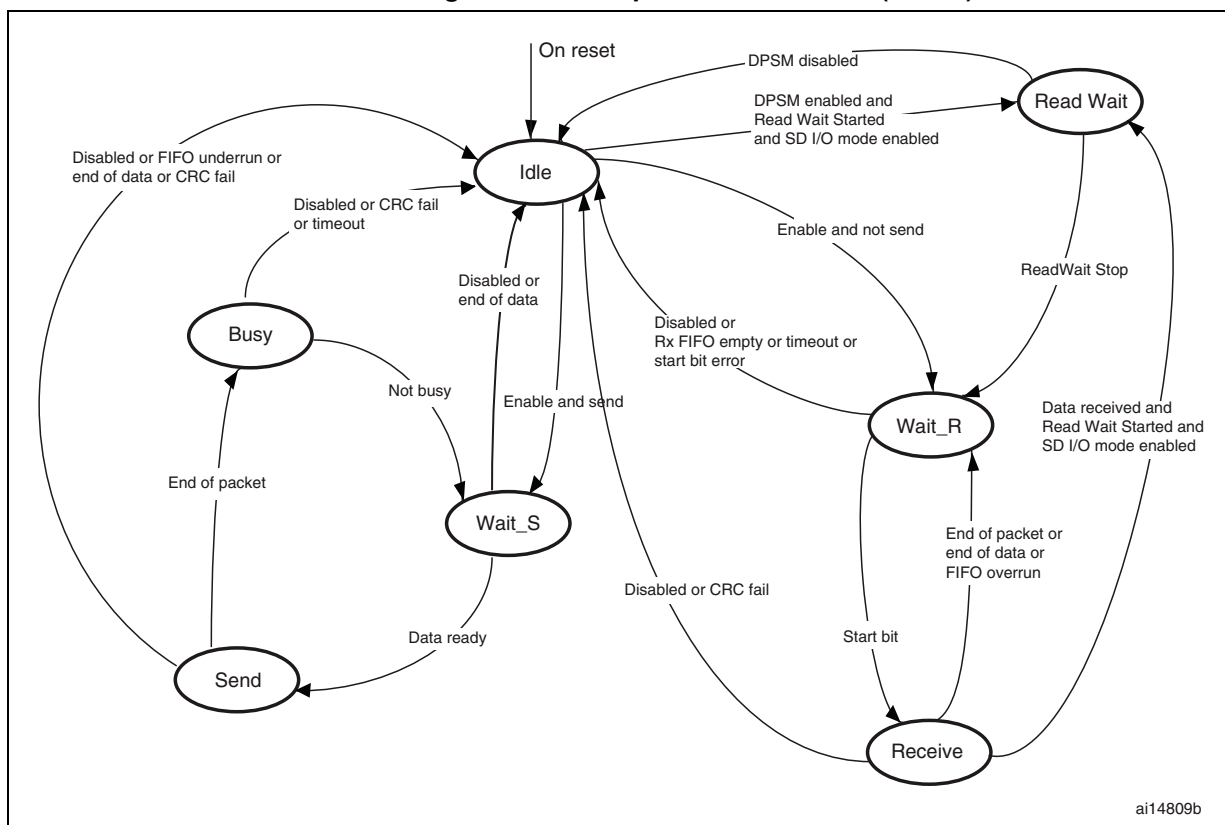 On reset
DPSM disabled
Read Wait
DPSM enabled and
Read Wait Started
and SD I/O mode enabled
Disabled or FIFO underrun or
end of data or CRC fail
Idle
Disabled or CRC fail
or timeout
Enable and not send
Disabled or
end of data
ReadWait Stop
Disabled or
Rx FIFO empty or timeout or
start bit error
Busy
Not busy
Enable and send
Wait_R
Data received and
Read Wait Started and
SD I/O mode enabled
End of packet
Wait_S
End of packet or
end of data or
FIFO overrun
Disabled or CRC fail
Data ready
Start bit
Send
Receive
ai14809b